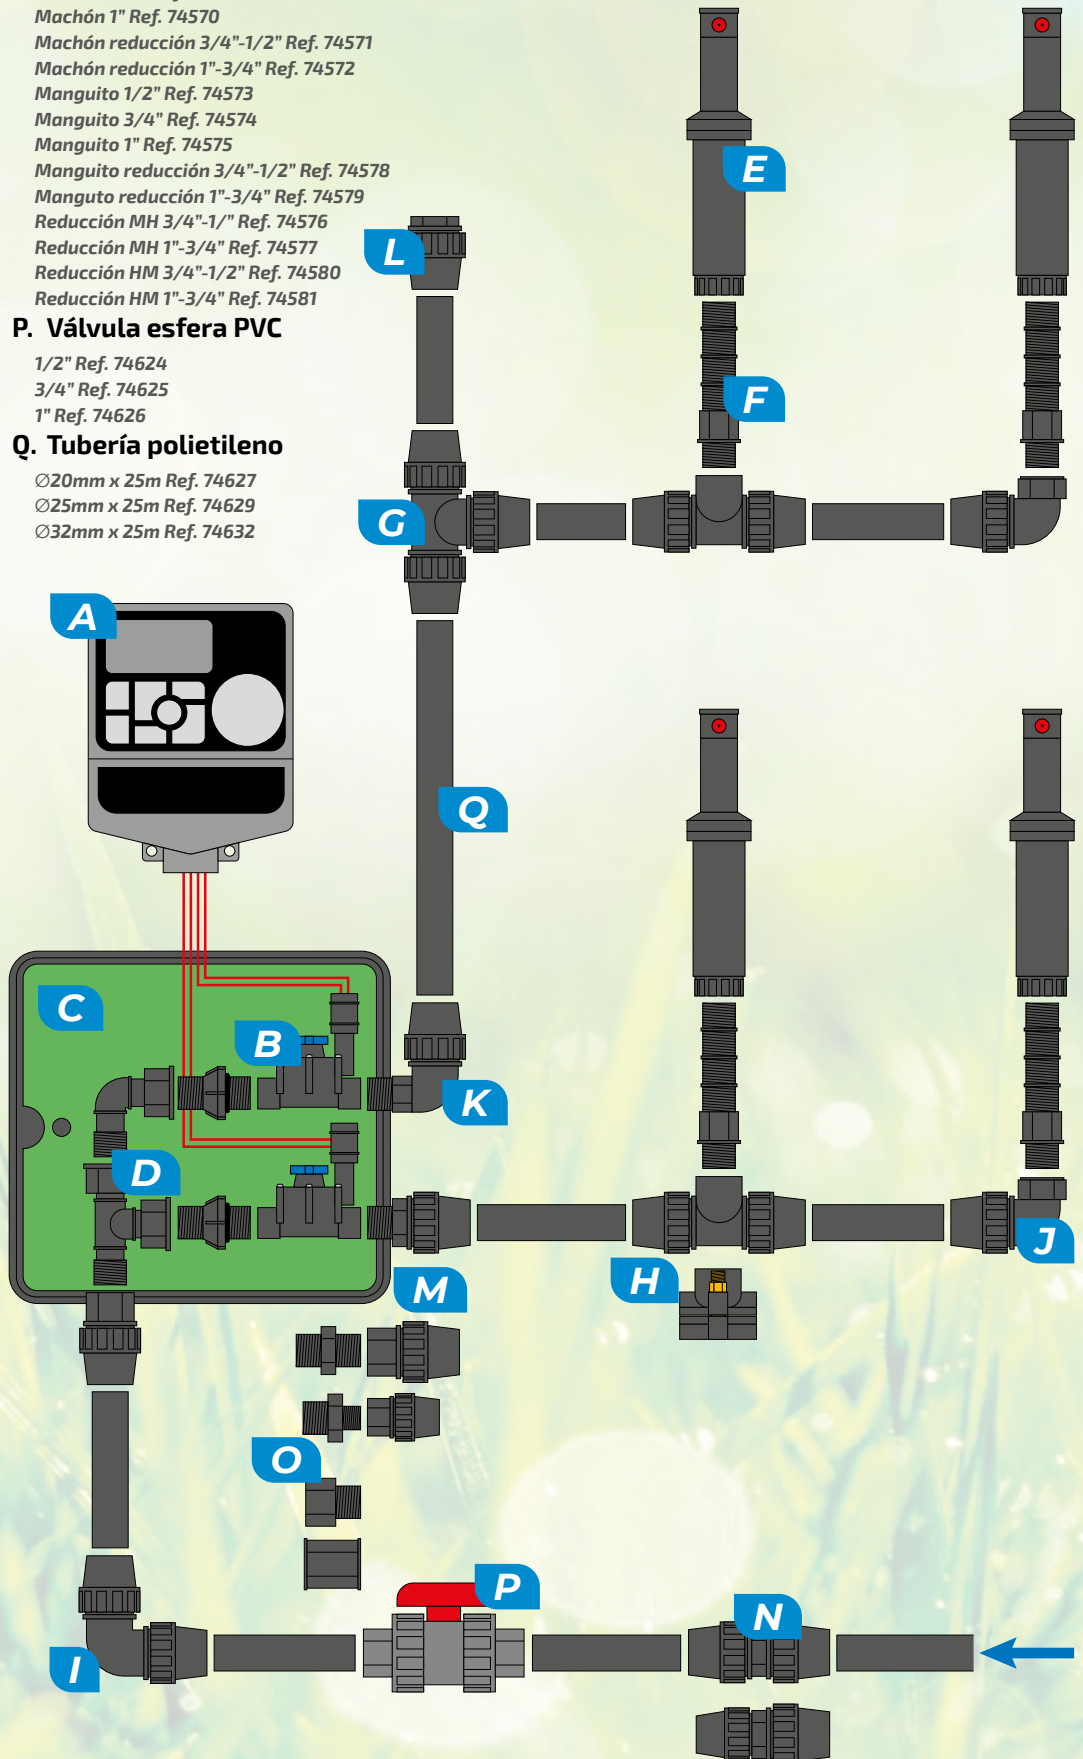 Machón 1” Ref. 74570
Machón reducción 3/4”-1/2” Ref. 74571
Machón reducción 1”-3/4” Ref. 74572
Manguito 1/2” Ref. 74573
Manguito 3/4” Ref. 74574
Manguito 1” Ref. 74575
Manguito reducción 3/4”-1/2” Ref. 74578
Manguto reducción 1”-3/4” Ref. 74579
Reducción MH 3/4”-1/” Ref. 74576
Reducción MH 1”-3/4” Ref. 74577
Reducción HM 3/4”-1/2” Ref. 74580
Reducción HM 1”-3/4” Ref. 74581
P. Válvula esfera PVC
1/2” Ref. 74624
3/4” Ref. 74625
1” Ref. 74626
Q. Tubería polietileno
∅20mm x 25m Ref. 74627
∅25mm x 25m Ref. 74629
∅32mm x 25m Ref. 74632
E
L
F
G
A
Q
C
B
K
D
J
H
M
O
P
N
I